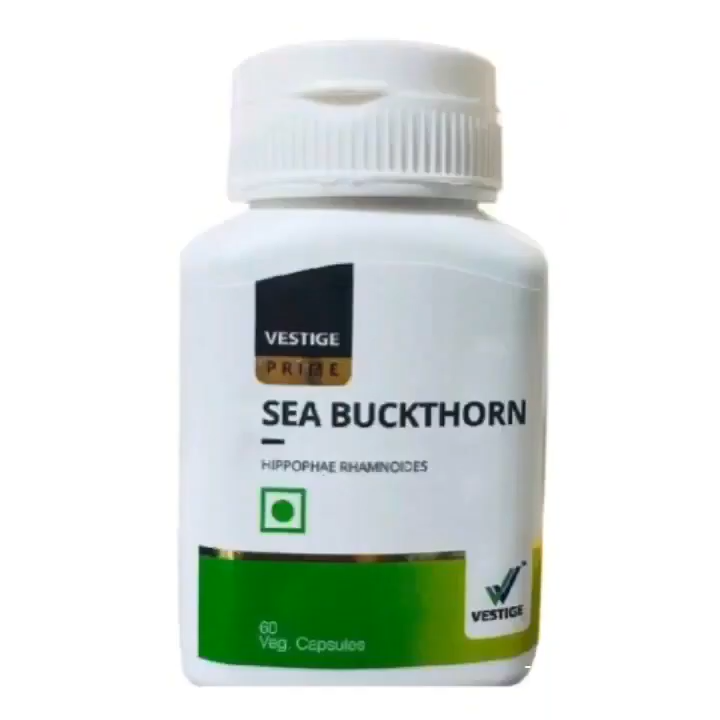 VESTIGE
PRIME
SEA BUCKTHORN
HIPPOPHAE RHAMNOIDES
60
Veg. Capsules
VESTIGE